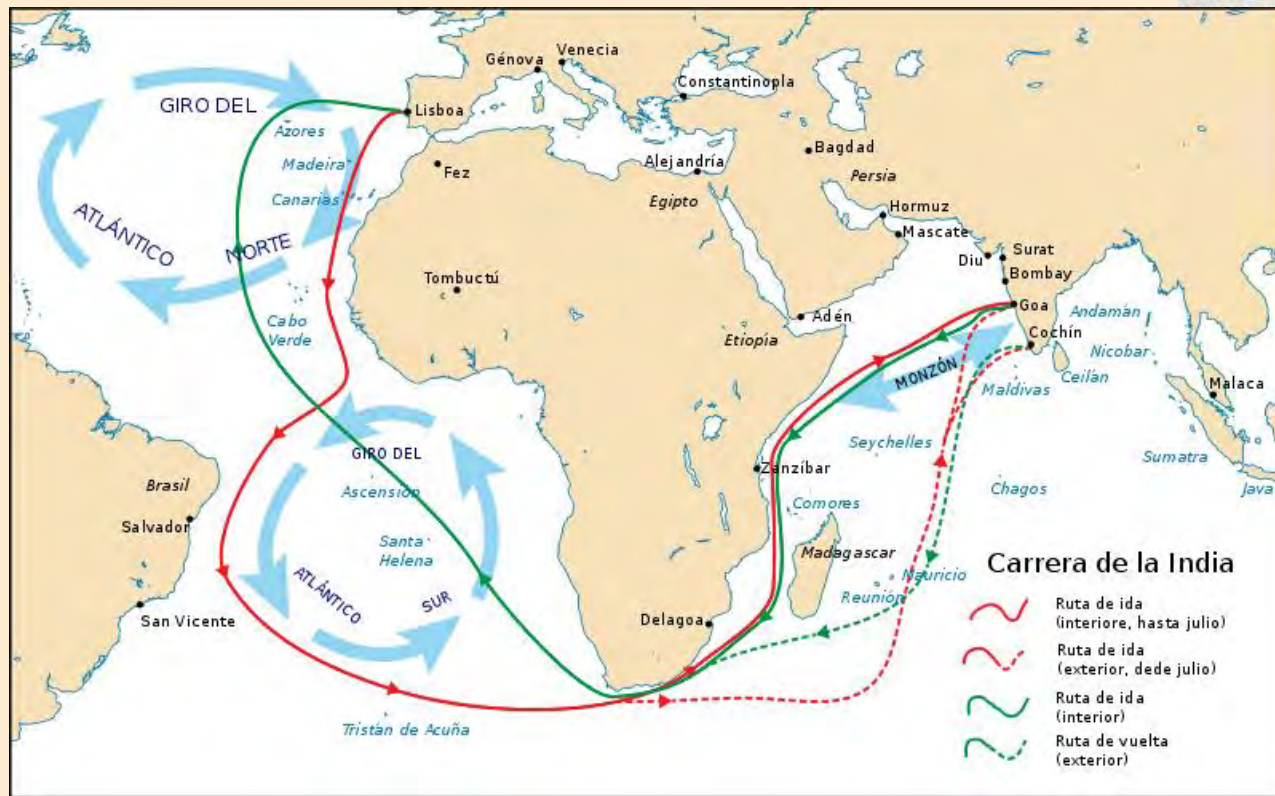 Venecia
Génova
Constantinopla
GIRO DEL
Lisboa
Azores
Bagdad
Madeira
Alejandría
Fez
Persia
Canarias
Egipto
Hormuz
ATLÁNTICO
NORTE
Mascate
Surat
Diu
Bombay
Tombuctú
Goa
Andamán
Cabo
Verde
Adén
Etiopía
Cochín
Nicobar
MONZÓN
Ceilán
Maldivas
Malaca
Seychelles
GIRO DEL
Sumatra
Zanzíbar
Brasil
Ascensión
Chagos
Java
Comores
Salvador
Santa
Helena
Madagascar
Carrera de la India
Nauricio
ATLÁNTICO
SUR
Reunión
San Vicente
Delagoa
Ruta de ida
(interiore, hasta julio)
Ruta de ida
(exterior, dede julio)
Ruta de ida
(interior)
Tristán de Acuña
Ruta de vuelta
(exterior)